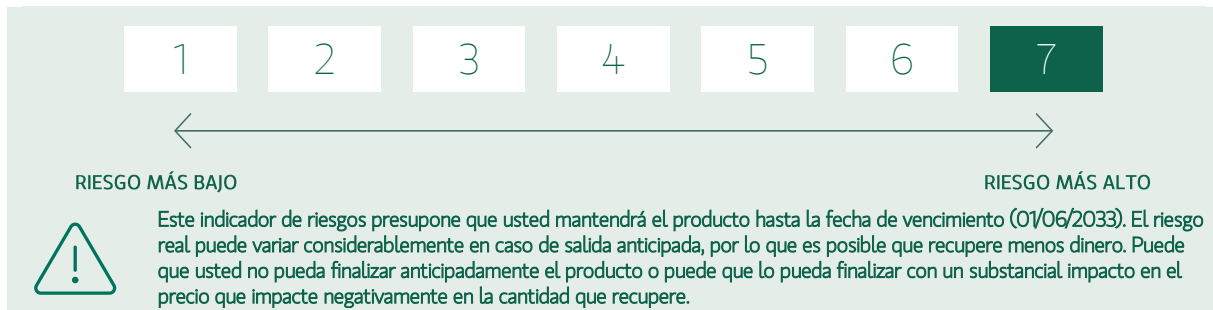 1 2 3 4 5 6 7
RIESGO MÁS BAJO RIESGO MÁS ALTO
Este indicador de riesgos presupone que usted mantendrá el producto hasta la fecha de vencimiento (01/06/2033). El riesgo
real puede variar considerablemente en caso de salida anticipada, por lo que es posible que recupere menos dinero. Puede
que usted no pueda finalizar anticipadamente el producto o puede que lo pueda finalizar con un substancial impacto en el
precio que impacte negativamente en la cantidad que recupere.